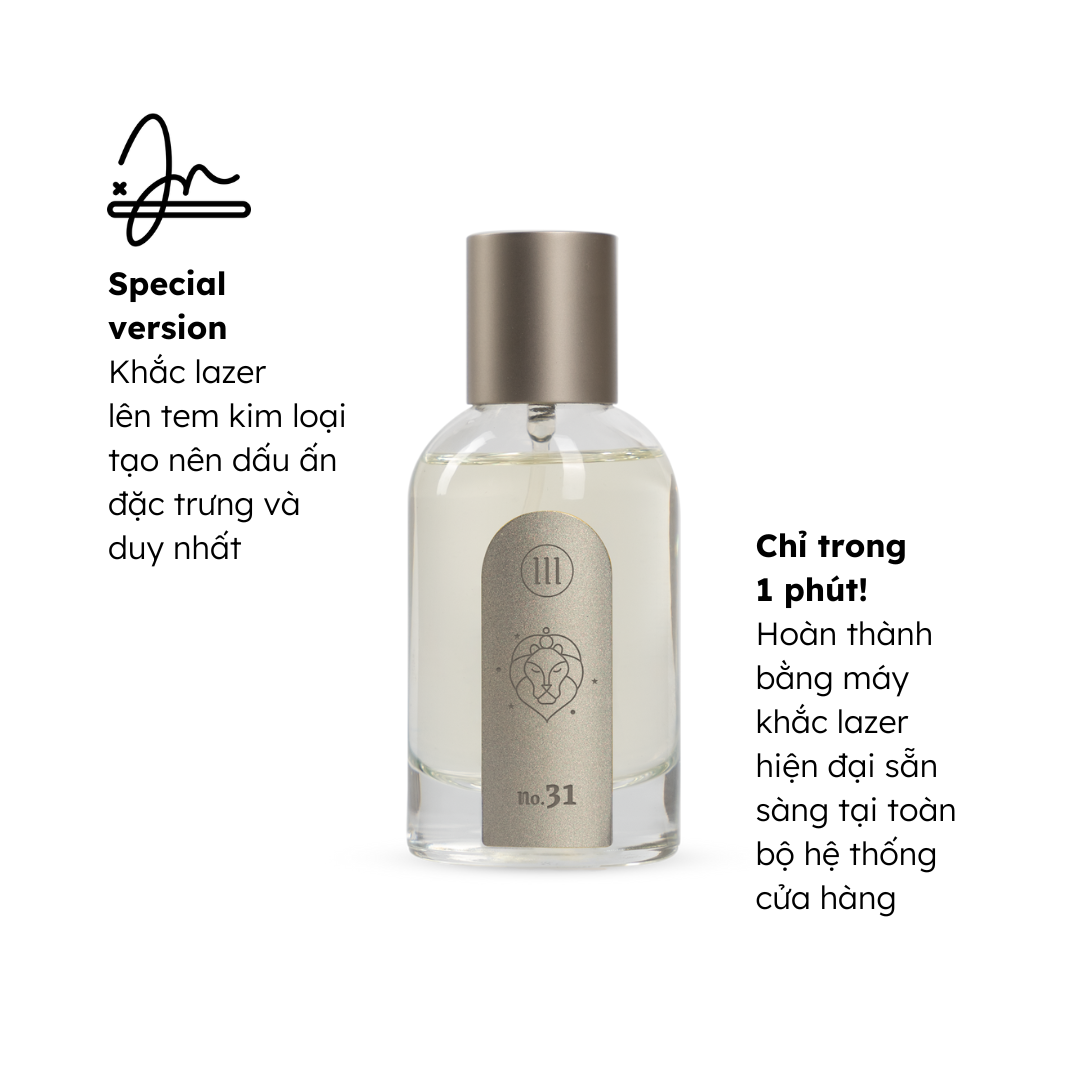 Special
version
Khắc lazer
lên tem kim loại
tạo nên dấu ấn
đặc trưng và
duy nhất
No.31
Chỉ trong
1 phút!
Hoàn thành
bằng máy
khắc lazer
hiện đại sẵn
sàng tại toàn
bộ hệ thống
cửa hàng